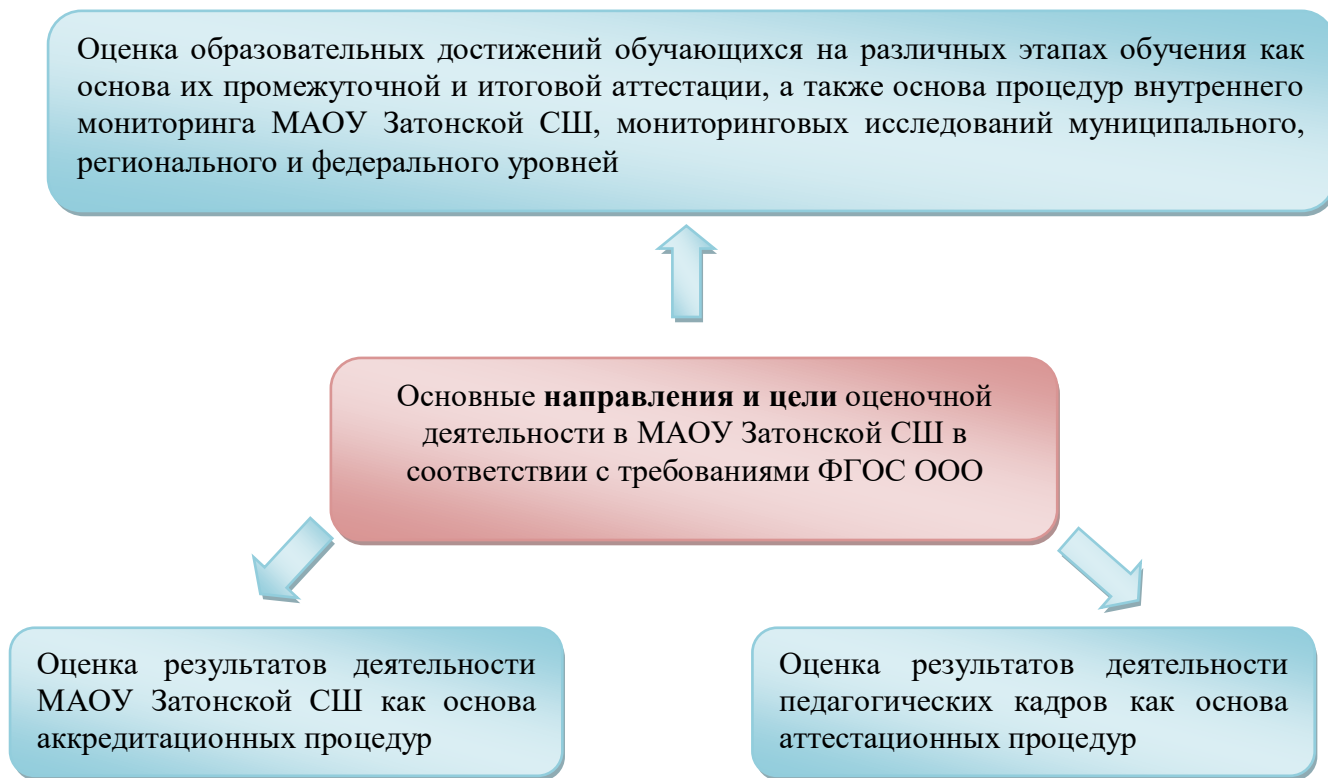 Оценка образовательных достижений обучающихся на различных этапах обучения как
основа их промежуточной и итоговой аттестации, а также основа процедур внутреннего
мониторинга МАОУ Затонской СШ, мониторинговых исследований муниципального,
регионального и федерального уровней
Основные направления и цели оценочной
деятельности в МАОУ Затонской СШ в
соответствии с требованиями ФГОС ООО
Оценка результатов деятельности
МАОУ Затонской СШ как основа
аккредитационных процедур
Оценка результатов деятельности
педагогических кадров как основа
аттестационных процедур